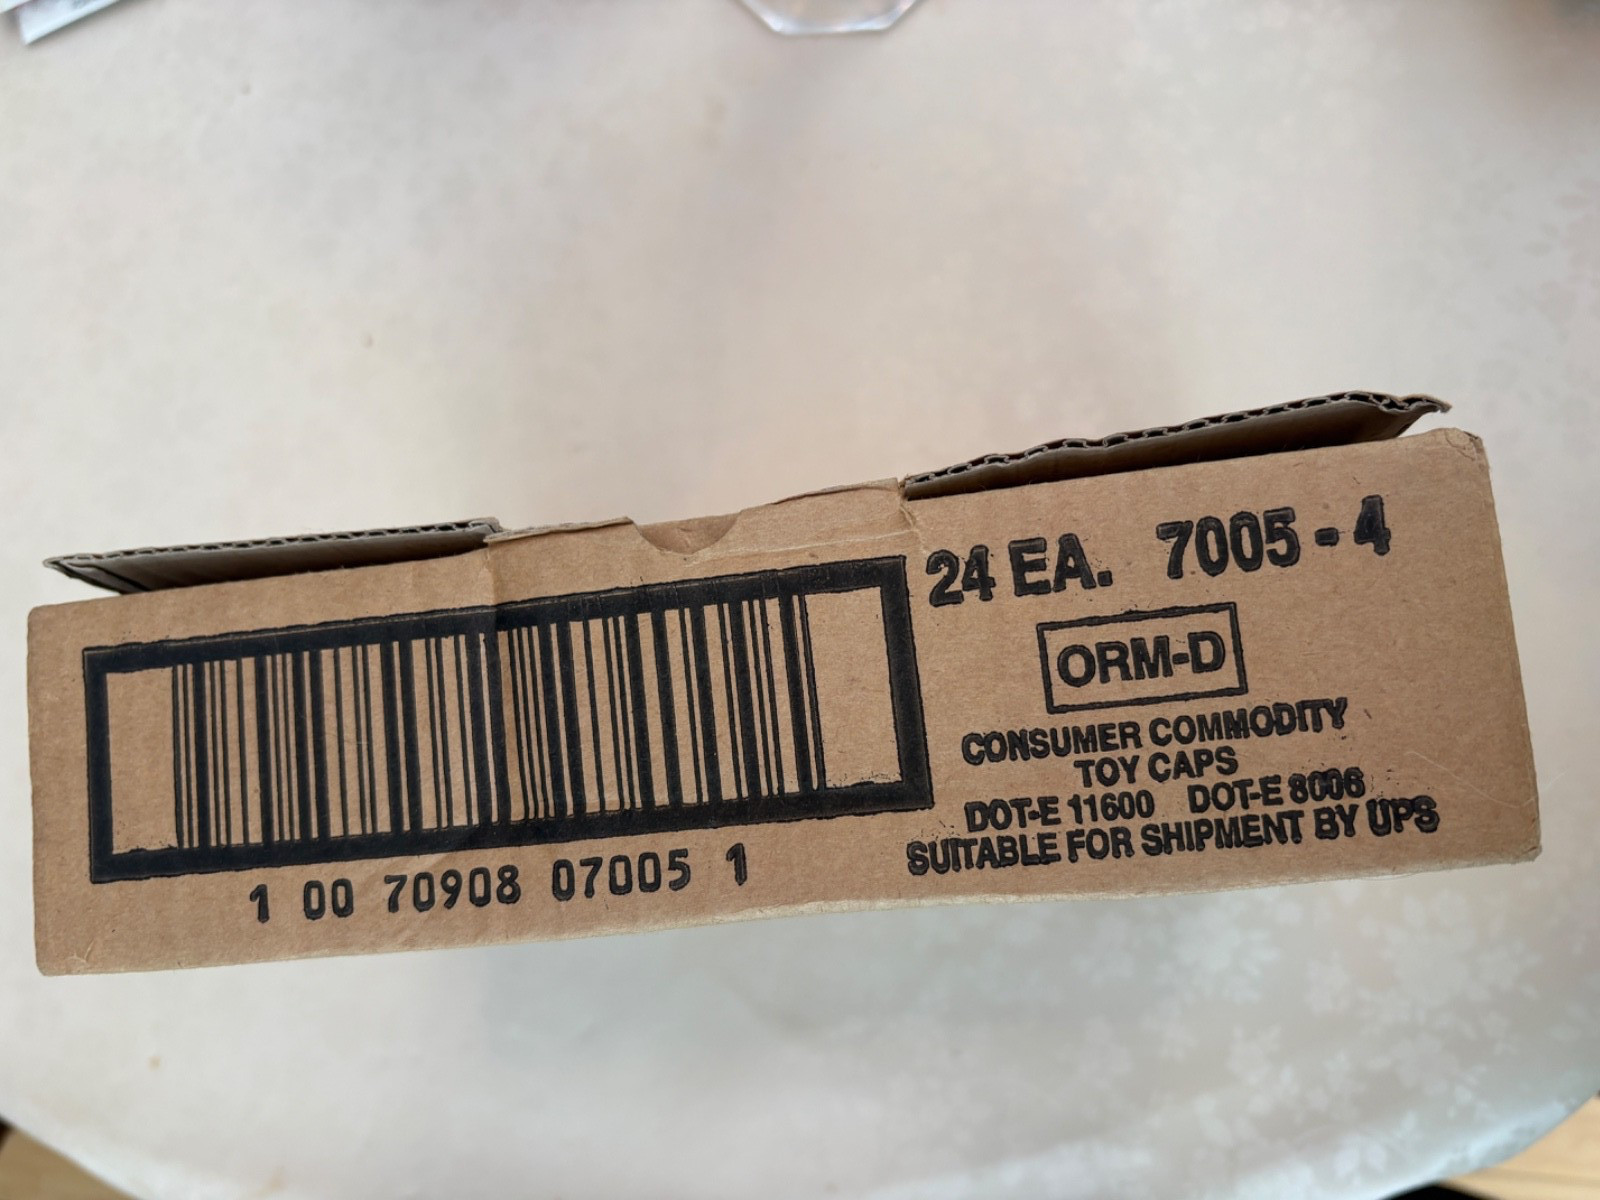 24 EA. 7005-4
ORM-D
CONSUMER COMMODITY
TOY CAPS
DOT-E 11600 DOT-E 8006
SUITABLE FOR SHIPMENT BY UPS
1 00 70908 07005 1